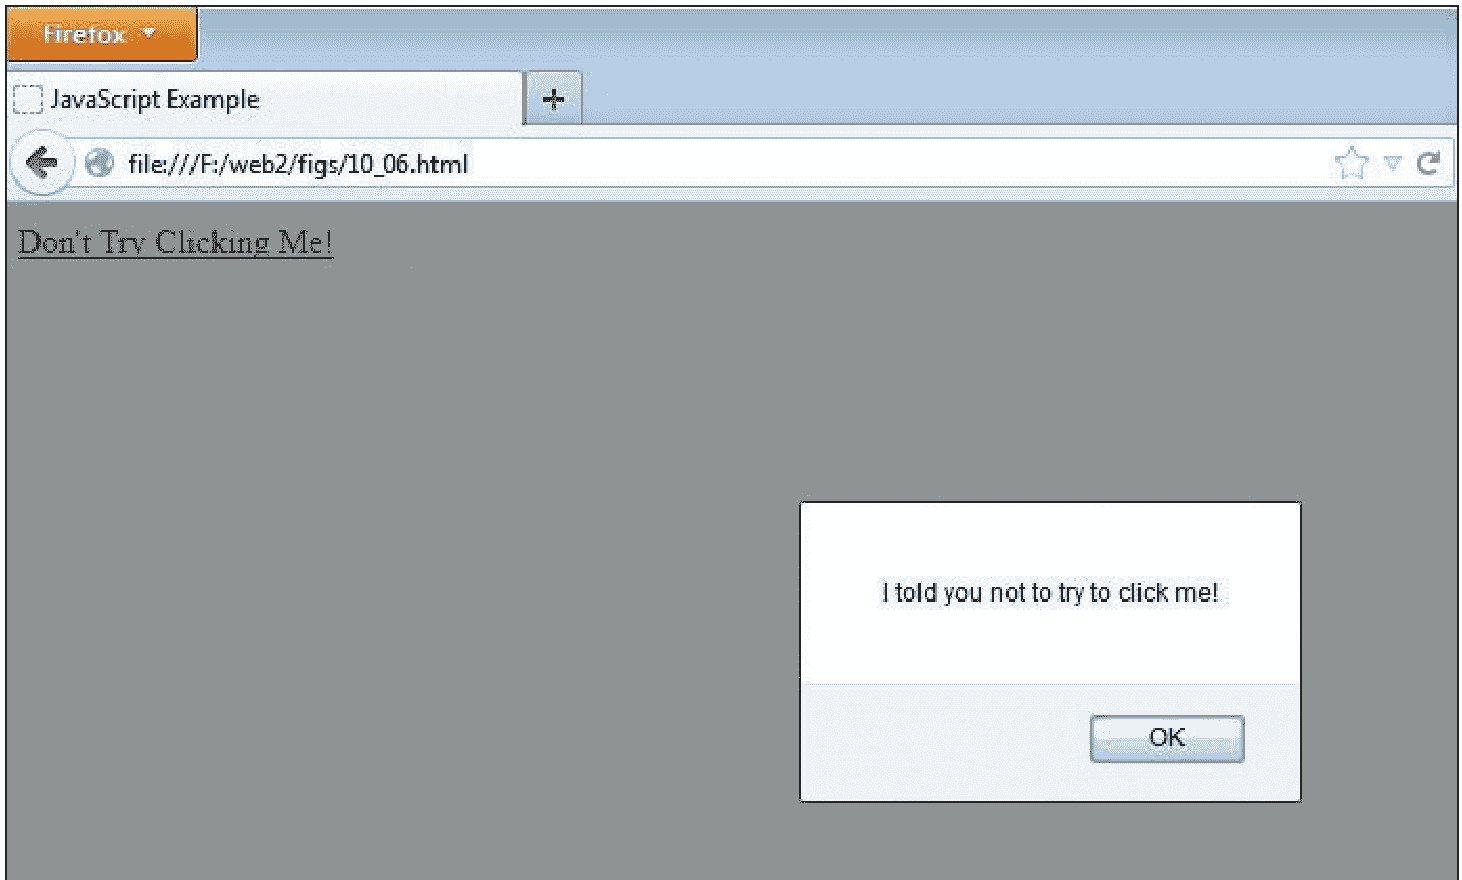 Firefox
JavaScript Example
file:///F:/web2/figs/10_06.html
Don't Try Clicking Me!
I told you not to try to click me!
OK